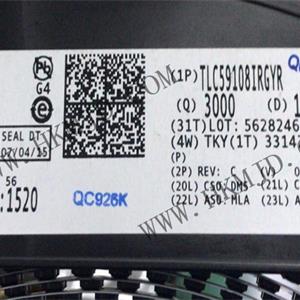 Pb
G4
e
SEAL DT
07/04/15
56
:1520
QC926K
(1P) TLC59108IRGYR
(Q) 3000 (D) 1
(31T) LOT: 5628246
(4W) TKY(1T) 33142
(P)
(2P) REV: (V)
(20L) CSO: DMS (21L)
(22L) ASO: MLA (23L) A